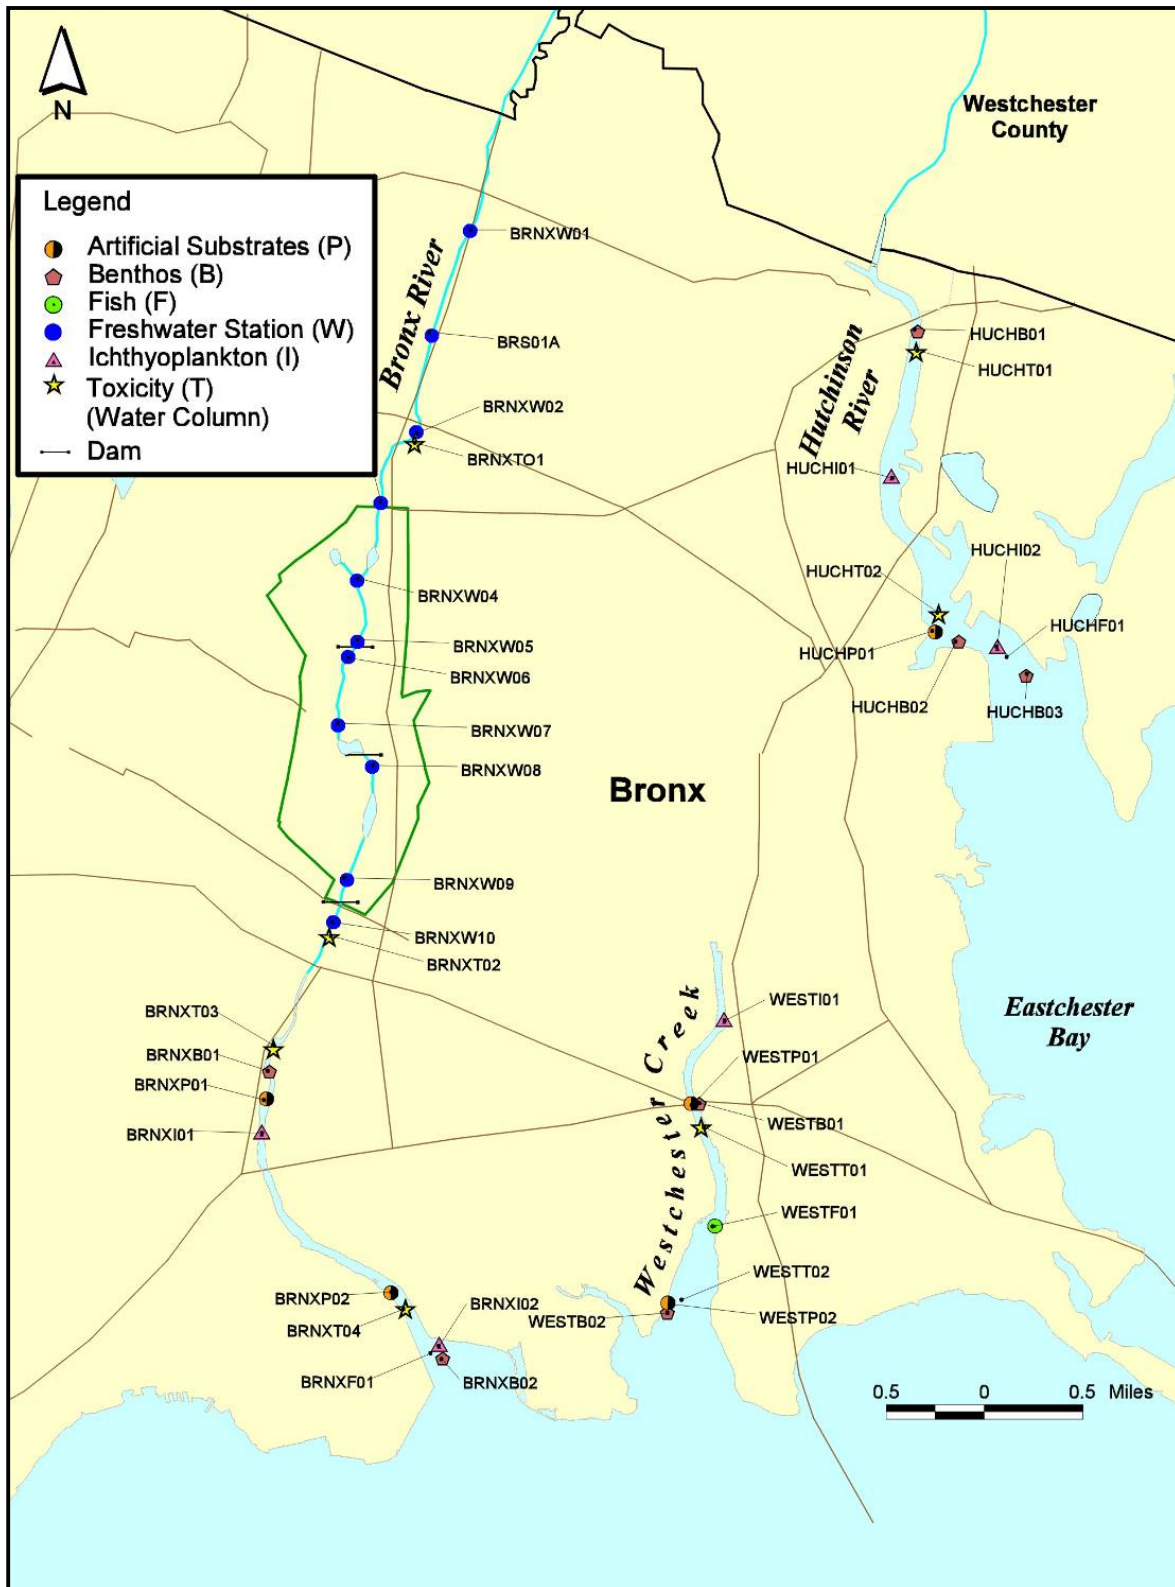 N
Westchester
County
Legend
Artificial Substrates (P)
Benthos (B)
Fish (F)
Freshwater Station (W)
Ichthyoplankton (I)
Toxicity (T)
(Water Column)
Dam
Bronx River
BRNXW01
BRS01A
BRNXW02
BRNXTO1
BRNXW04
BRNXW05
BRNXW06
BRNXW07
BRNXW08
BRNXW09
BRNXW10
BRNXT02
BRNXT03
BRNXB01
BRNXP01
BRNXI01
BRNXP02
BRNXT04
BRNXI02
BRNXF01
BRNXB02
Bronx
Hutchinson
River
HUCHB01
HUCHT01
HUCHI01
HUCHI02
HUCHT02
HUCHF01
HUCHP01
HUCHB02
HUCHB03
Eastchester
Bay
Westchester Creek
WESTI01
WESTP01
WESTB01
WESTT01
WESTF01
WESTT02
WESTB02
WESTP02
0.5 0 0.5 Miles